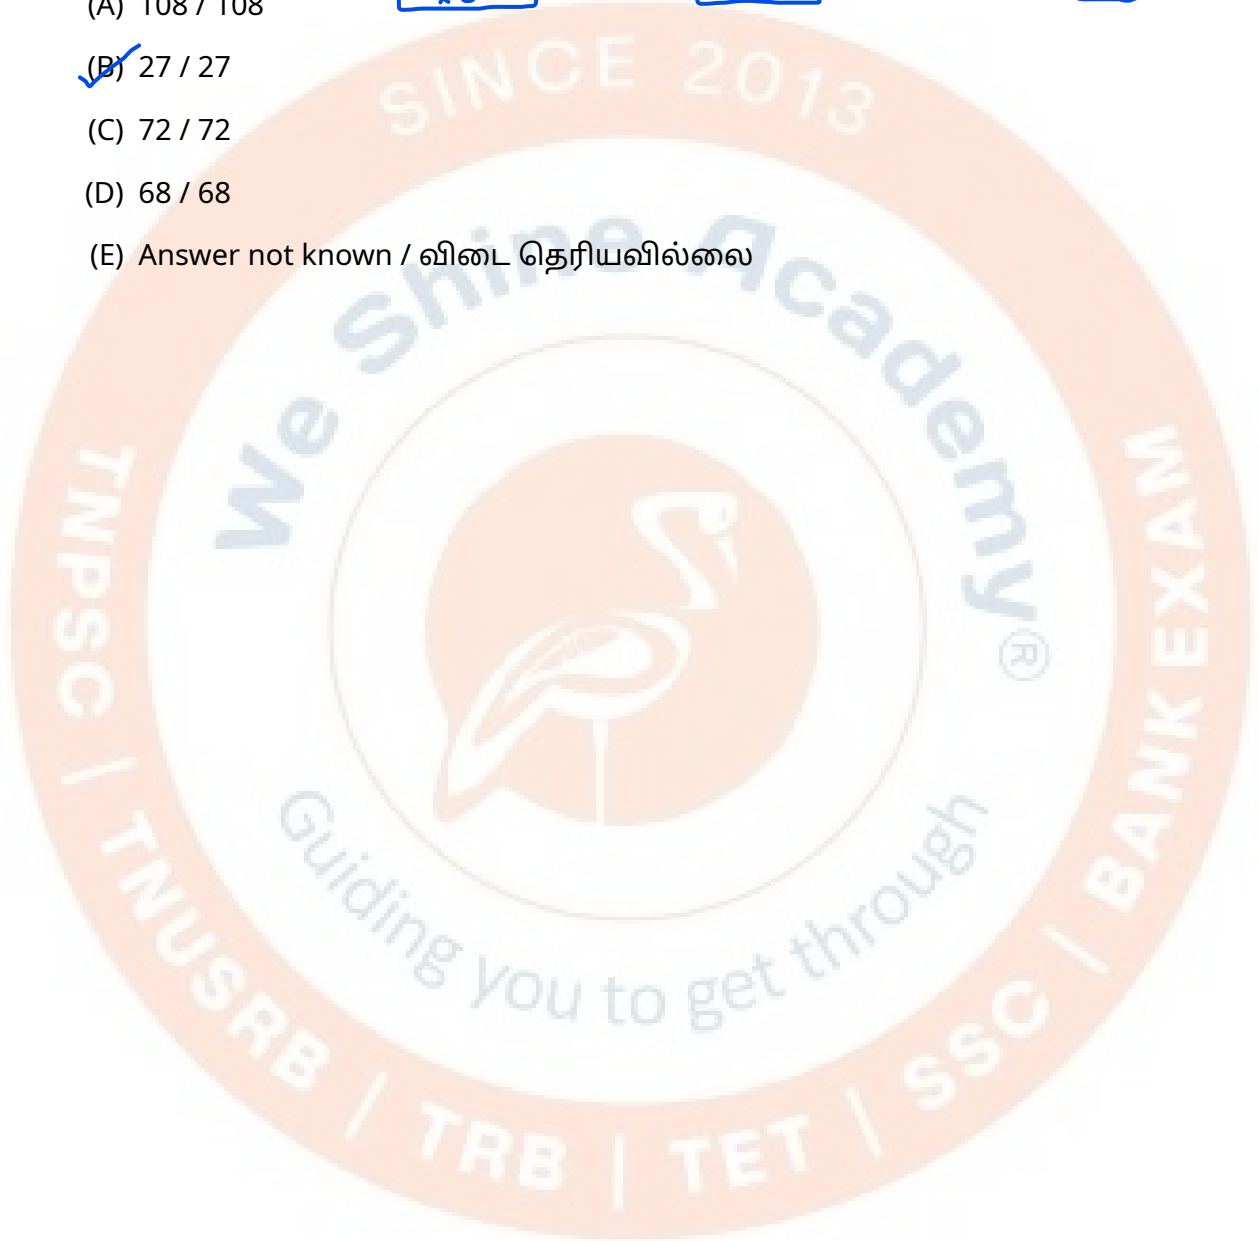 (A) 108 / 108
(B) 27 / 27
(C) 72 / 72
(D) 68 / 68
(E) Answer not known / விடை தெரியவில்லை
SINCE 2013
We Shine Academy®
Guiding you to get through
TNPSC | TNUSRB | TRB | TET | SSC | BANK EXAM